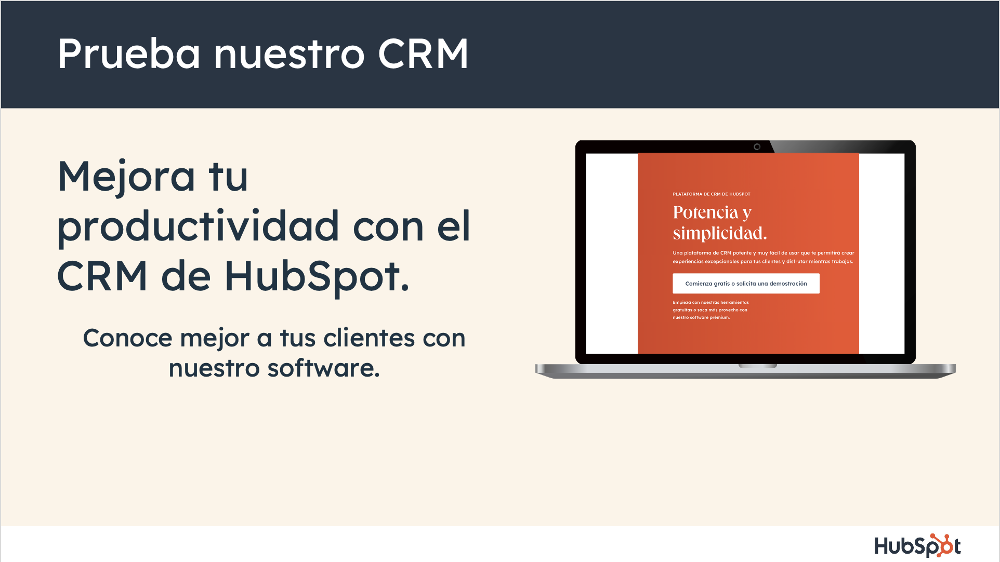 Prueba nuestro CRM
Mejora tu
productividad con el
CRM de HubSpot.
Conoce mejor a tus clientes con
nuestro software.
PLATAFORMA DE CRM DE HUBSPOT
Potencia y
simplicidad.
Una plataforma de CRM potente y muy fácil de usar que te permitirá crear
experiencias excepcionales para tus clientes y disfrutar mientras trabajas.
Comienza gratis o solicita una demostración
Empieza con nuestras herramientas
gratuitas o saca más provecho con
nuestro software prémium.
HubSpot